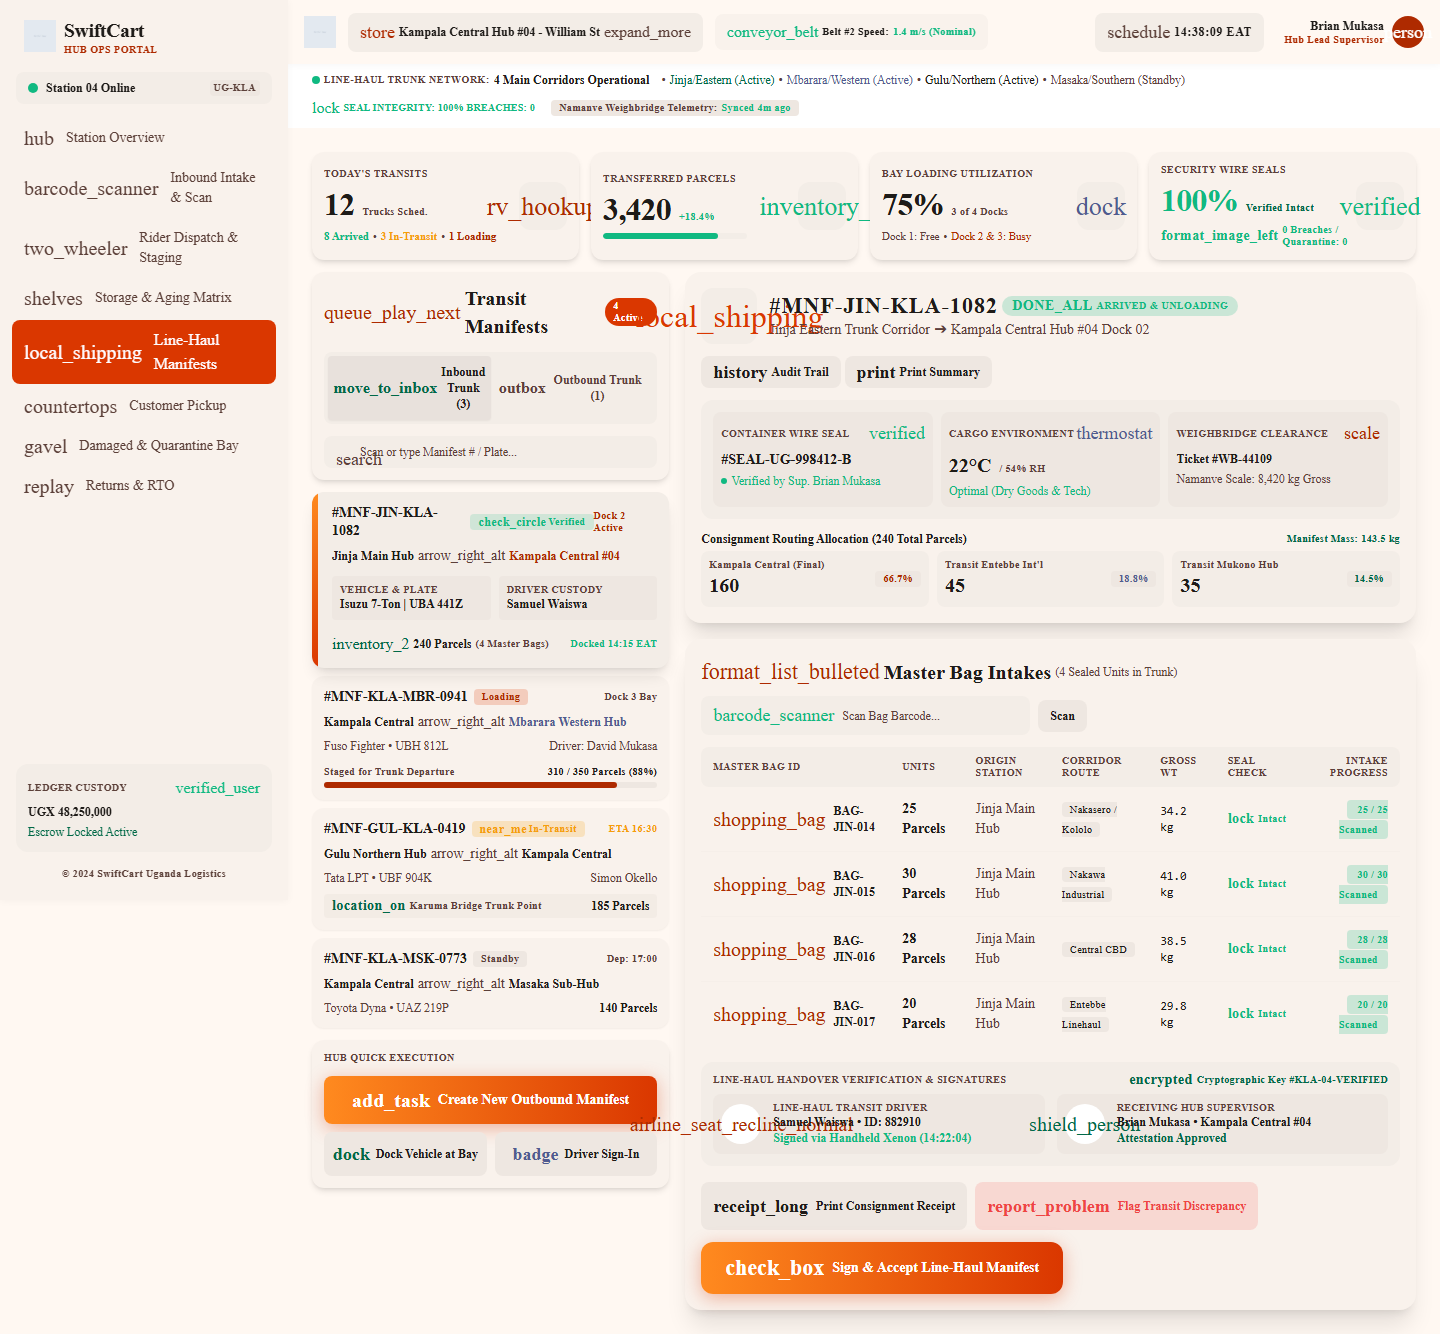 SwiftCart
HUB OPS PORTAL
Station 04 Online UG-KLA
hub Station Overview
barcode_scanner Inbound Intake & Scan
two_wheeler Rider Dispatch & Staging
shelves Storage & Aging Matrix
local_shipping Line-Haul Manifests
countertops Customer Pickup
gavel Damaged & Quarantine Bay
replay Returns & RTO
LEDGER CUSTODY verified_user
UGX 48,250,000
Escrow Locked Active
© 2024 SwiftCart Uganda Logistics
store Kampala Central Hub #04 - William St expand_more
conveyor_belt Belt #2 Speed: 1.4 m/s (Nominal)
schedule 14:38:09 EAT
Brian Mukasa
Hub Lead Supervisor
LINE-HAUL TRUNK NETWORK: 4 Main Corridors Operational • Jinja/Eastern (Active) • Mbarara/Western (Active) • Gulu/Northern (Active) • Masaka/Southern (Standby)
lock SEAL INTEGRITY: 100% BREACHES: 0 Namanve Weighbridge Telemetry: Synced 4m ago
TODAY'S TRANSITS
12 Trucks Sched. rv_hookup
8 Arrived • 3 In-Transit • 1 Loading
TRANSFERRED PARCELS
3,420 +18.4% inventory_
BAY LOADING UTILIZATION
75% 3 of 4 Docks dock
Dock 1: Free • Dock 2 & 3: Busy
SECURITY WIRE SEALS
100% Verified Intact verified
format_image_left 0 Breaches / Quarantine: 0
queue_play_next Transit Manifests 4 Active
move_to_inbox Inbound Trunk (3)
outbox Outbound Trunk (1)
search Scan or type Manifest # / Plate...
#MNF-JIN-KLA-1082 check_circle Verified Dock 2 Active
Jinja Main Hub arrow_right_alt Kampala Central #04
VEHICLE & PLATE
Isuzu 7-Ton | UBA 441Z
DRIVER CUSTODY
Samuel Waiswa
inventory_2 240 Parcels (4 Master Bags) Docked 14:15 EAT
#MNF-KLA-MBR-0941 Loading Dock 3 Bay
Kampala Central arrow_right_alt Mbarara Western Hub
Fuso Fighter • UBH 812L Driver: David Mukasa
Staged for Trunk Departure 310 / 350 Parcels (88%)
#MNF-GUL-KLA-0419 near_me In-Transit ETA 16:30
Gulu Northern Hub arrow_right_alt Kampala Central
Tata LPT • UBF 904K Simon Okello
location_on Karuma Bridge Trunk Point 185 Parcels
#MNF-KLA-MSK-0773 Standby Dep: 17:00
Kampala Central arrow_right_alt Masaka Sub-Hub
Toyota Dyna • UAZ 219P 140 Parcels
HUB QUICK EXECUTION
add_task Create New Outbound Manifest
dock Dock Vehicle at Bay
badge Driver Sign-In
local_shipping
#MNF-JIN-KLA-1082 DONE_ALL ARRIVED & UNLOADING
Jinja Eastern Trunk Corridor → Kampala Central Hub #04 Dock 02
history Audit Trail
print Print Summary
CONTAINER WIRE SEAL verified
#SEAL-UG-998412-B
Verified by Sup. Brian Mukasa
CARGO ENVIRONMENT thermostat
22°C / 54% RH
Optimal (Dry Goods & Tech)
WEIGHBRIDGE CLEARANCE scale
Ticket #WB-44109
Namanve Scale: 8,420 kg Gross
Consignment Routing Allocation (240 Total Parcels) Manifest Mass: 143.5 kg
Kampala Central (Final)
160 66.7%
Transit Entebbe Int'l
45 18.8%
Transit Mukono Hub
35 14.5%
format_list_bulleted Master Bag Intakes (4 Sealed Units in Trunk)
barcode_scanner Scan Bag Barcode... Scan
MASTER BAG ID UNITS ORIGIN STATION CORRIDOR ROUTE GROSS WT SEAL CHECK INTAKE PROGRESS
shopping_bag BAG-JIN-014 25 Parcels Jinja Main Hub Nakasero / Kololo 34.2 kg lock Intact 25 / 25 Scanned
shopping_bag BAG-JIN-015 30 Parcels Jinja Main Hub Nakawa Industrial 41.0 kg lock Intact 30 / 30 Scanned
shopping_bag BAG-JIN-016 28 Parcels Jinja Main Hub Central CBD 38.5 kg lock Intact 28 / 28 Scanned
shopping_bag BAG-JIN-017 20 Parcels Jinja Main Hub Entebbe Linehaul 29.8 kg lock Intact 20 / 20 Scanned
LINE-HAUL HANDOVER VERIFICATION & SIGNATURES encrypted Cryptographic Key #KLA-04-VERIFIED
airline_seat_recline_normal
LINE-HAUL TRANSIT DRIVER
Samuel Waiswa • ID: 882910
Signed via Handheld Xenon (14:22:04)
shield_person
RECEIVING HUB SUPERVISOR
Brian Mukasa • Kampala Central #04
Attestation Approved
receipt_long Print Consignment Receipt
report_problem Flag Transit Discrepancy
check_box Sign & Accept Line-Haul Manifest